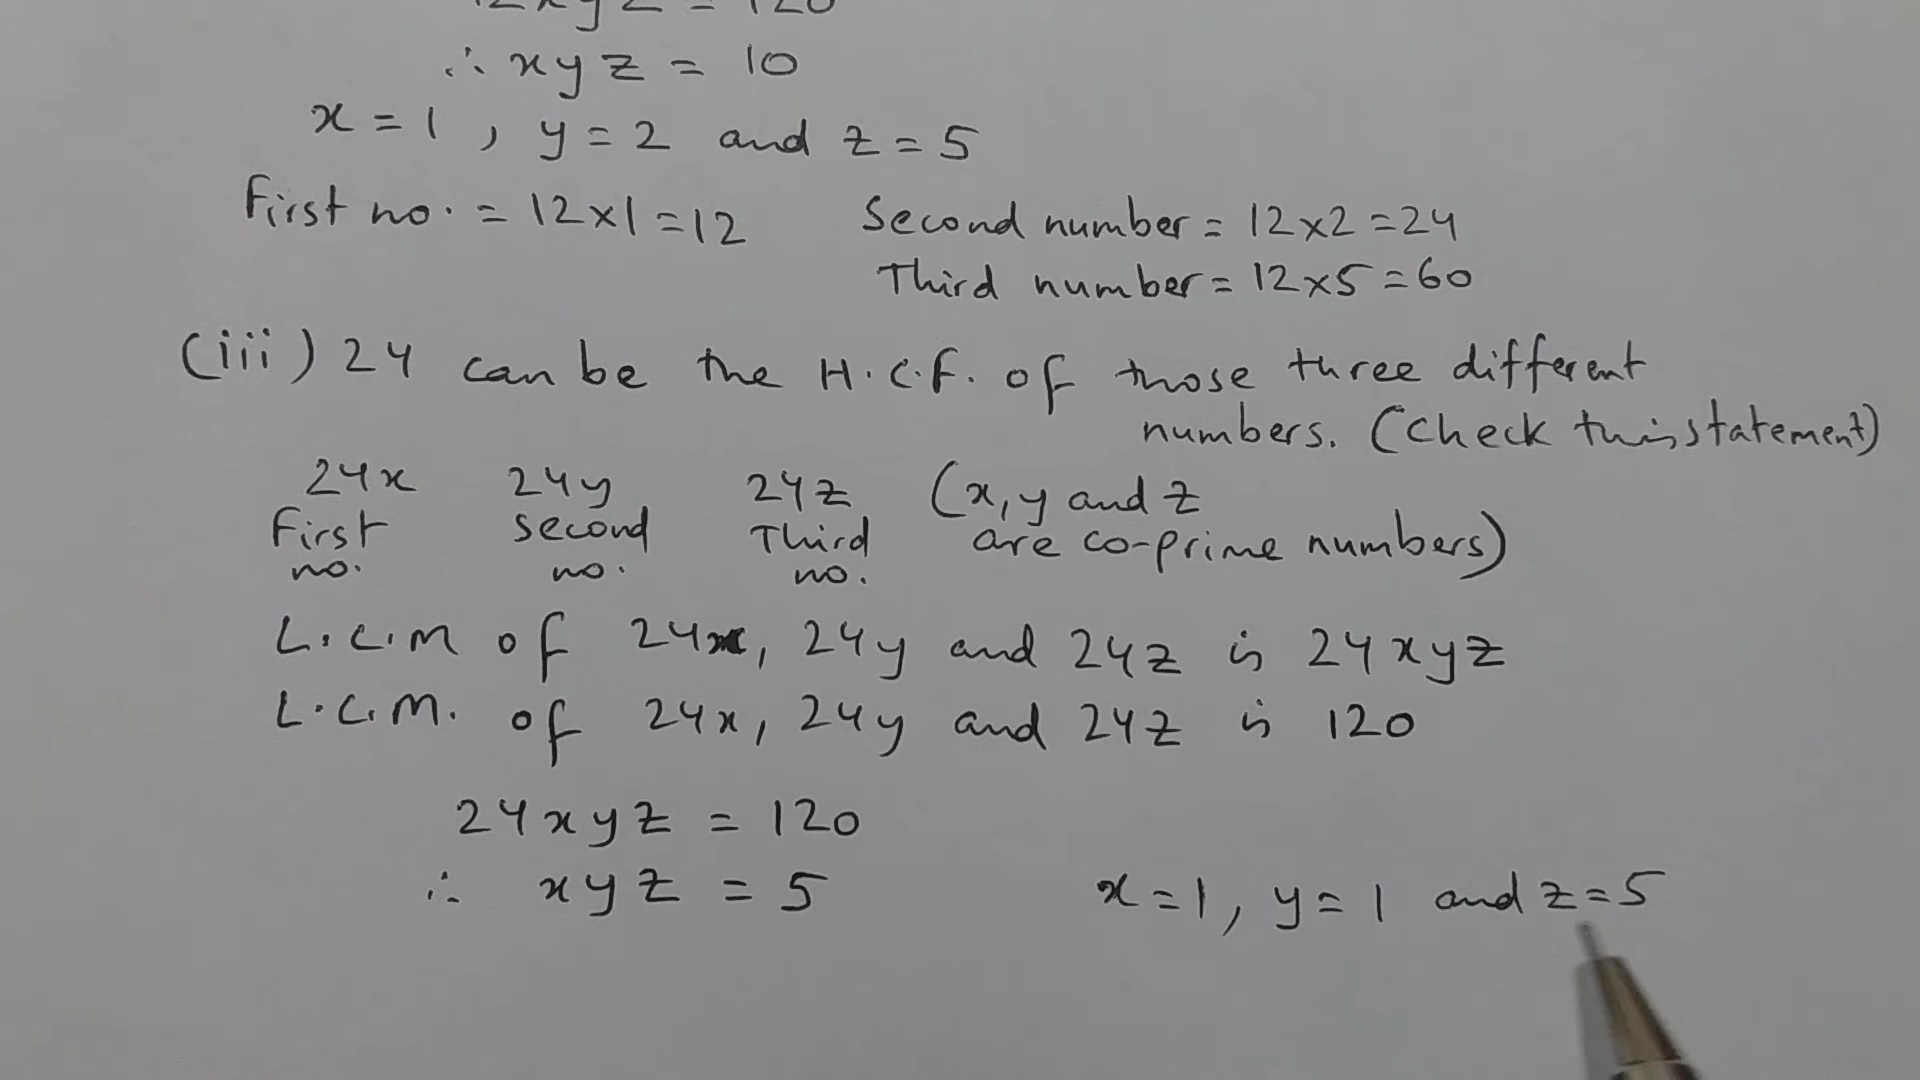 12xyz = 120
∴ xyz = 10
x = 1, y = 2 and z = 5
First no. = 12×1 = 12 Second number = 12×2 = 24
Third number = 12×5 = 60
(iii) 24 can be the H.C.F. of those three different
numbers. (Check this statement)
24x 24y 24z (x, y and z
First Second Third are co-prime numbers)
no. no. no.
L.C.M of 24x, 24y and 24z is 24xyz
L.C.M. of 24x, 24y and 24z is 120
24xyz = 120
∴ xyz = 5 x=1, y=1 and z=5